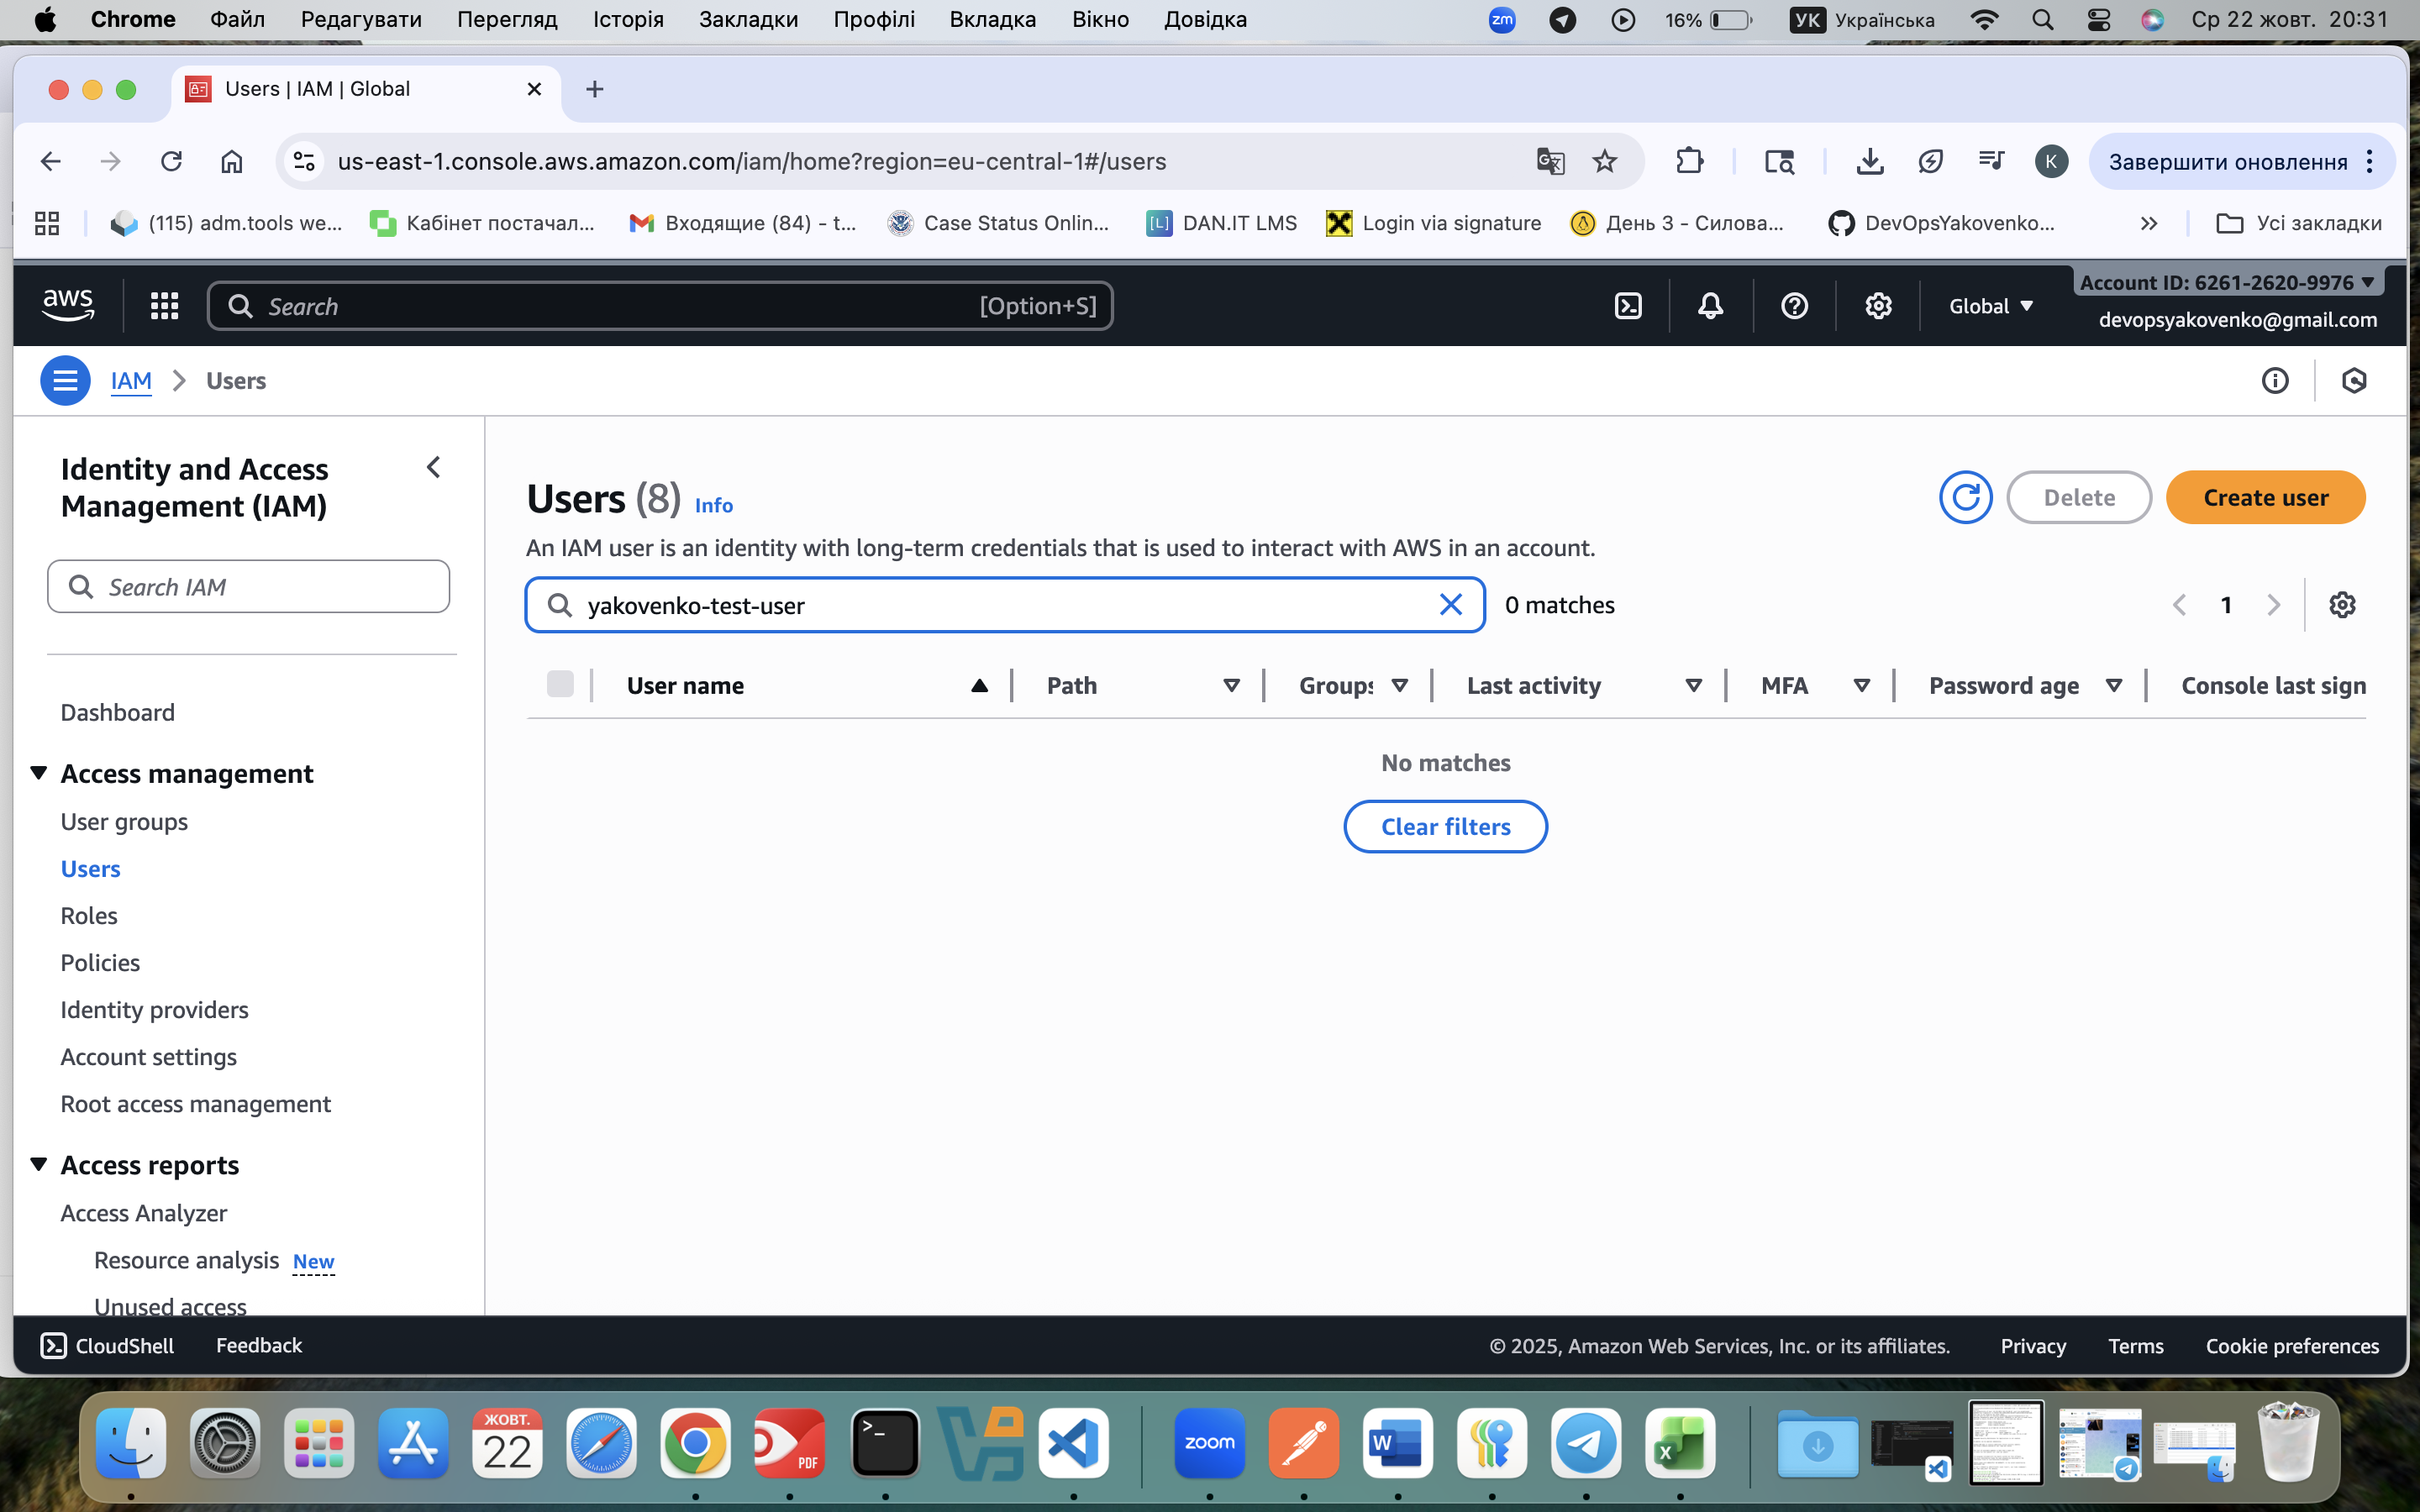 Chrome Файл Редагувати Перегляд Історія Закладки Профілі Вкладка Вікно Довідка zm 16% УК Українська Ср 22 жовт. 20:31
Users | IAM | Global
us-east-1.console.aws.amazon.com/iam/home?region=eu-central-1#/users K Завершити оновлення
(115) adm.tools we... Кабінет постачал... Входящие (84) - t... Case Status Onlin... [L] DAN.IT LMS Login via signature День 3 - Силова... DevOpsYakovenko... Усі закладки
aws Search [Option+S] Global Account ID: 6261-2620-9976
devopsyakovenko@gmail.com
IAM Users
Identity and Access
Management (IAM)
Search IAM
Dashboard
Access management
User groups
Users
Roles
Policies
Identity providers
Account settings
Root access management
Access reports
Access Analyzer
Resource analysis New
Unused access
Users (8) Info
Delete Create user
An IAM user is an identity with long-term credentials that is used to interact with AWS in an account.
yakovenko-test-user 0 matches 1
User name Path Groups Last activity MFA Password age Console last sign
No matches
Clear filters
CloudShell Feedback © 2025, Amazon Web Services, Inc. or its affiliates. Privacy Terms Cookie preferences
ЖОВТ.
22
PDF
zoom
W
X